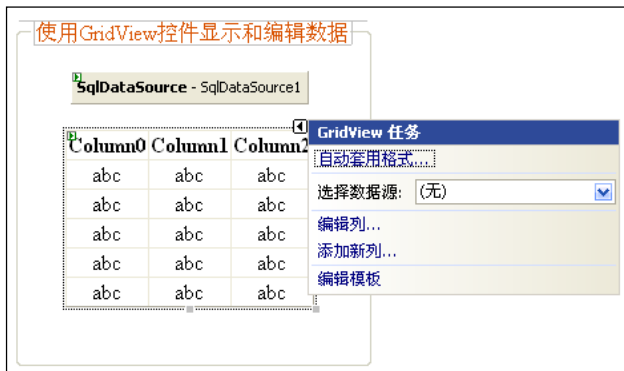 使用GridView控件显示和编辑数据
SqlDataSource - SqlDataSource1
Column0 Column1 Column2
abc abc abc
abc abc abc
abc abc abc
abc abc abc
abc abc abc
GridView 任务
自动套用格式...
选择数据源: (无)
编辑列...
添加新列...
编辑模板